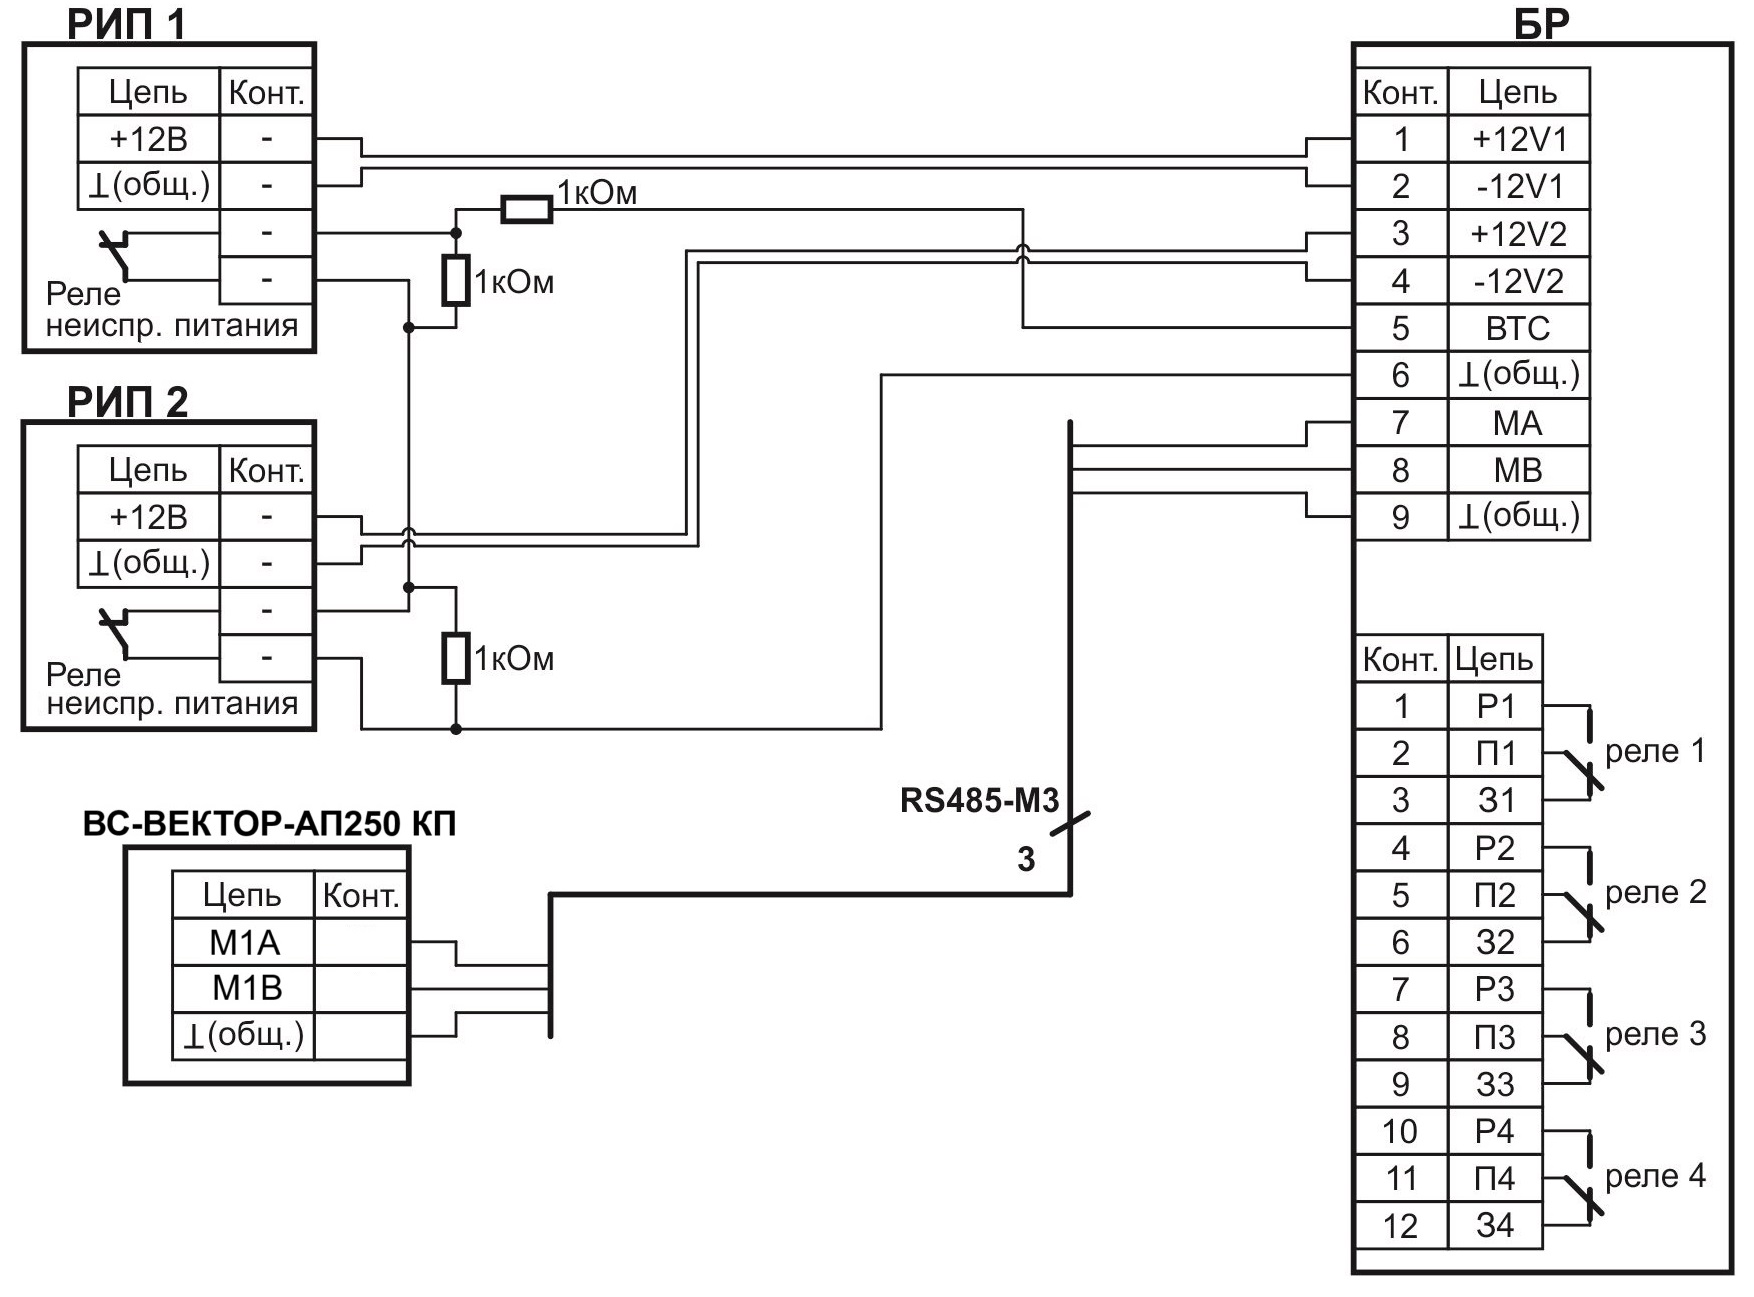 РИП 1
Цепь Конт.
+12В -
⊥(общ.) -
-
-
Реле
неиспр. питания
1кОм
1кОм
РИП 2
Цепь Конт.
+12В -
⊥(общ.) -
-
-
Реле
неиспр. питания
1кОм
ВС-ВЕКТОР-АП250 КП
Цепь Конт.
М1А
М1В
⊥(общ.)
RS485-М3
3
БР
Конт. Цепь
1 +12V1
2 -12V1
3 +12V2
4 -12V2
5 ВТС
6 ⊥(общ.)
7 МА
8 МВ
9 ⊥(общ.)
Конт. Цепь
1 Р1
2 П1
3 З1
реле 1
4 Р2
5 П2
6 З2
реле 2
7 Р3
8 П3
9 З3
реле 3
10 Р4
11 П4
12 З4
реле 4